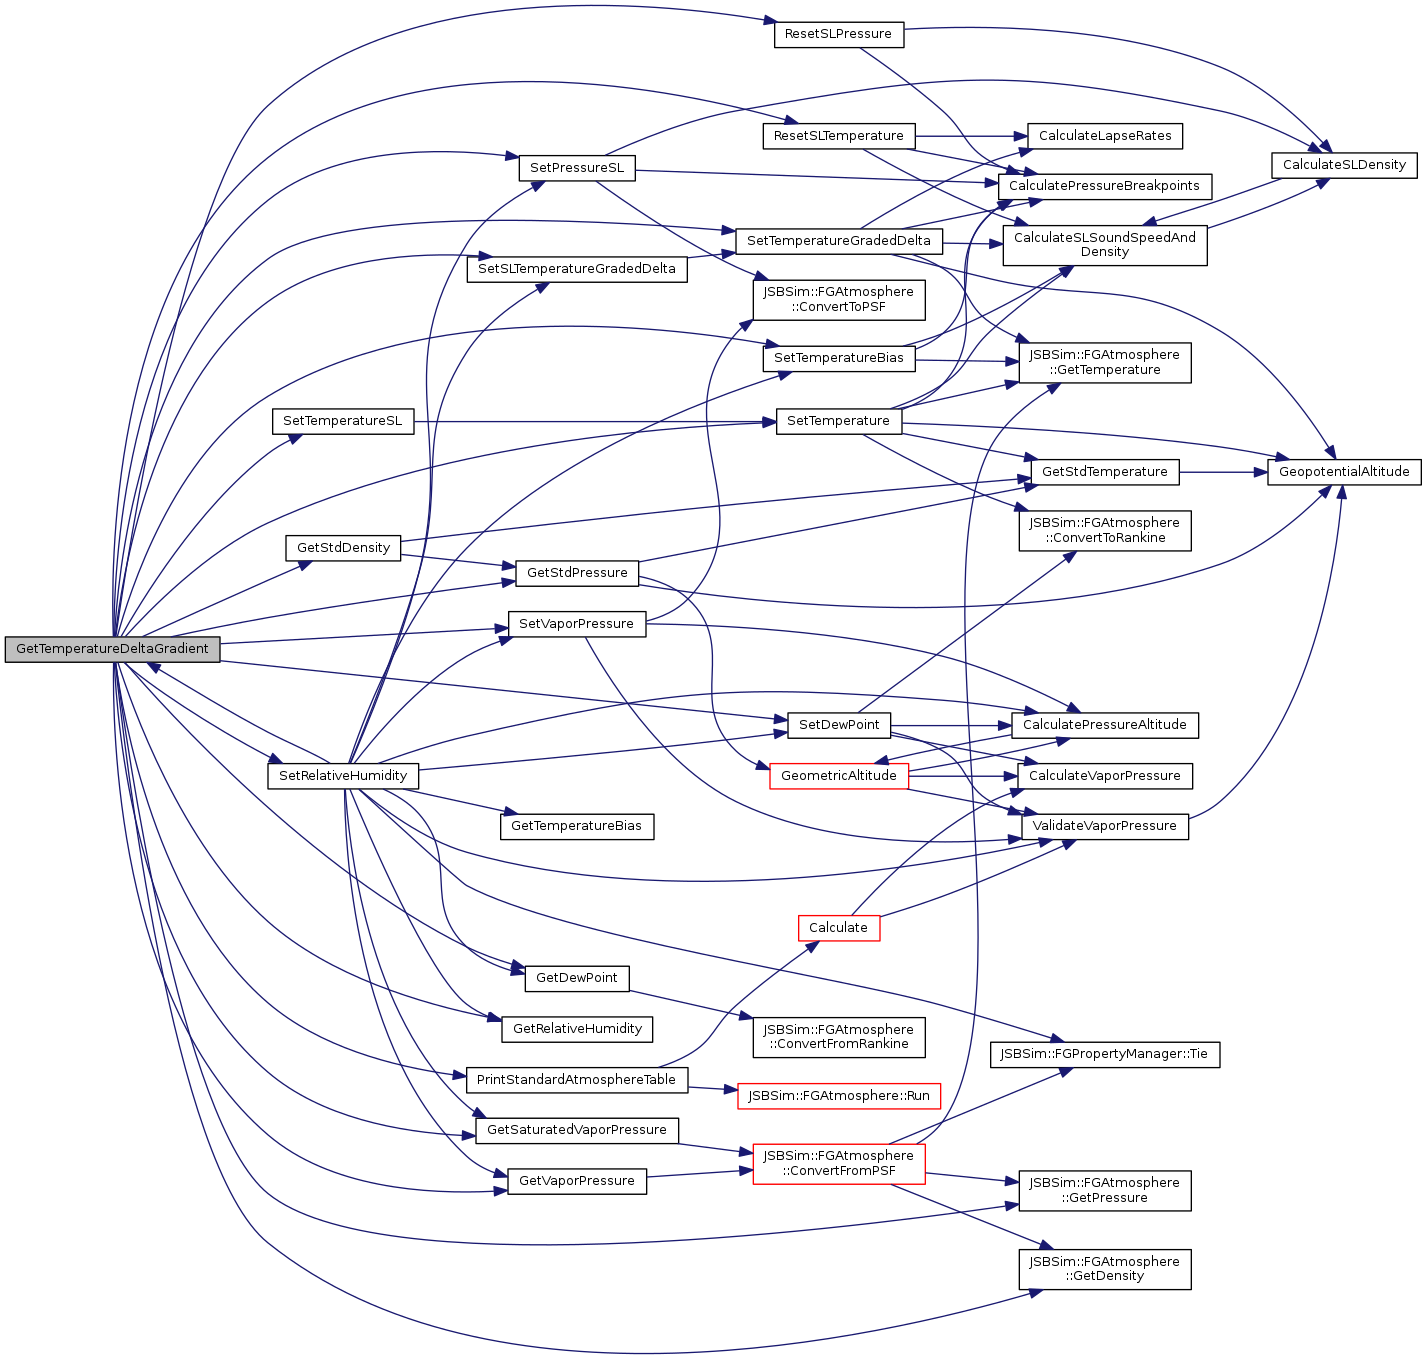 ResetSLPressure
ResetSLTemperature
CalculateLapseRates
SetPressureSL
CalculateSLDensity
CalculatePressureBreakpoints
SetTemperatureGradedDelta
CalculateSLSoundSpeedAnd
Density
SetSLTemperatureGradedDelta
JSBSim::FGAtmosphere
::ConvertToPSF
SetTemperatureBias
JSBSim::FGAtmosphere
::GetTemperature
SetTemperatureSL
SetTemperature
GetStdTemperature
GeopotentialAltitude
JSBSim::FGAtmosphere
::ConvertToRankine
GetStdDensity
GetStdPressure
SetVaporPressure
GetTemperatureDeltaGradient
SetDewPoint
CalculatePressureAltitude
SetRelativeHumidity
GeometricAltitude
CalculateVaporPressure
GetTemperatureBias
ValidateVaporPressure
Calculate
GetDewPoint
GetRelativeHumidity
JSBSim::FGAtmosphere
::ConvertFromRankine
JSBSim::FGPropertyManager::Tie
PrintStandardAtmosphereTable
JSBSim::FGAtmosphere::Run
GetSaturatedVaporPressure
JSBSim::FGAtmosphere
::ConvertFromPSF
GetVaporPressure
JSBSim::FGAtmosphere
::GetPressure
JSBSim::FGAtmosphere
::GetDensity